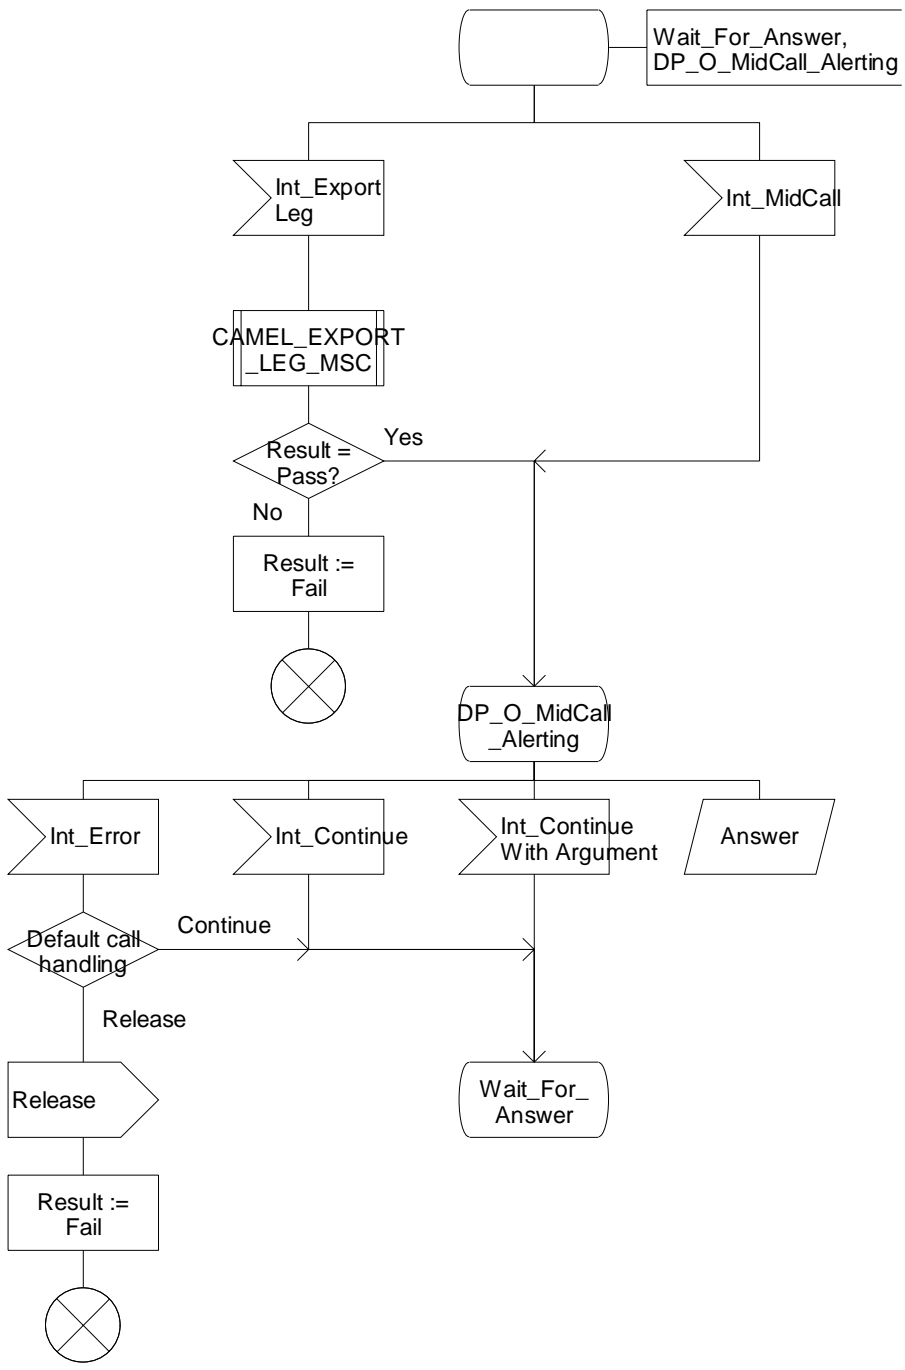 Wait_For_Answer,
DP_O_MidCall_Alerting
Int_Export
Leg
Int_MidCall
CAMEL_EXPORT
_LEG_MSC
Result =
Pass?
Yes
No
Result :=
Fail
DP_O_MidCall
_Alerting
Int_Error
Int_Continue
Int_Continue
With Argument
Answer
Default call
handling
Continue
Release
Release
Wait_For_
Answer
Result :=
Fail